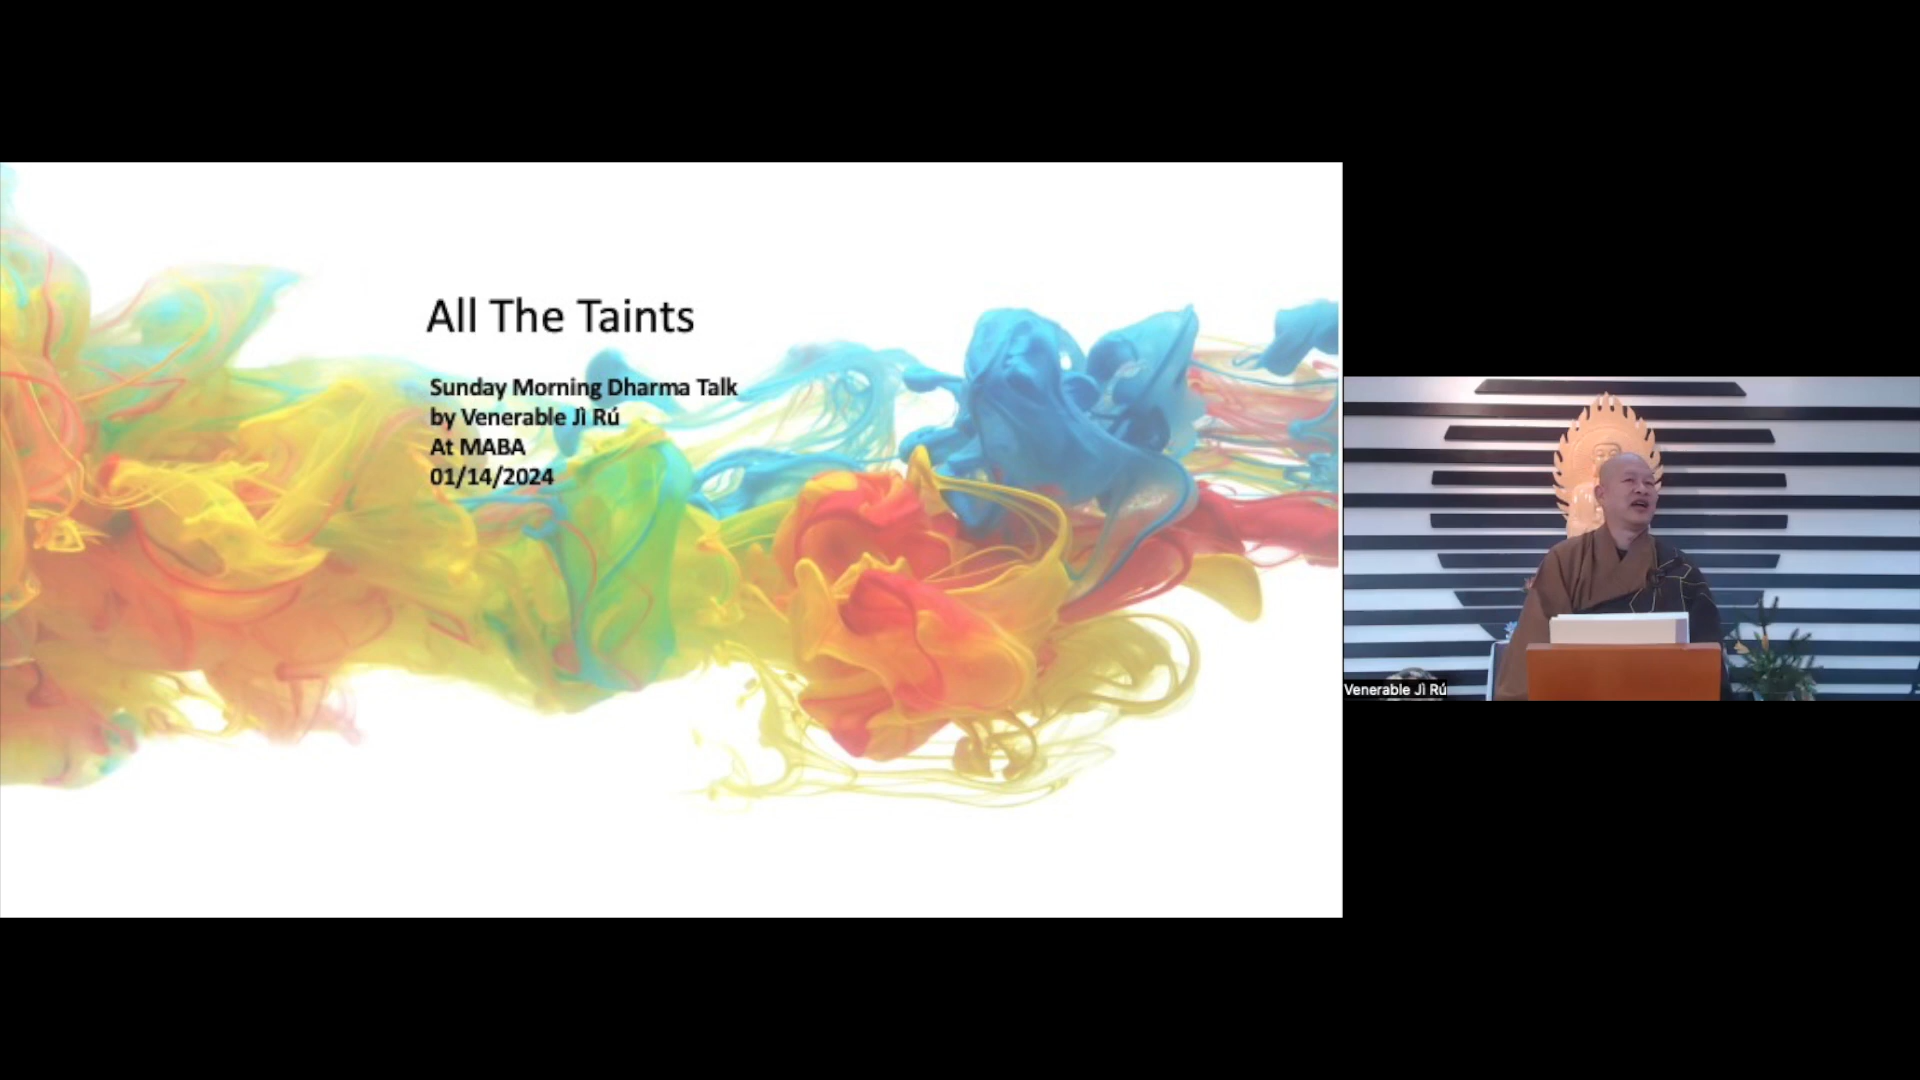 All The Taints
Sunday Morning Dharma Talk
by Venerable Jì Rú
At MABA
01/14/2024
Venerable Jì Rú